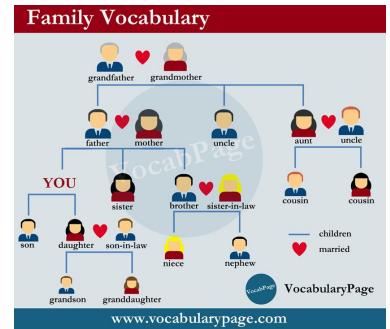 Family Vocabulary
grandfather grandmother
father mother uncle aunt uncle
VocabPage
YOU sister brother sister-in-law cousin cousin
son daughter son-in-law niece nephew
children
married
grandson granddaughter
VocabPage VocabularyPage
www.vocabularypage.com